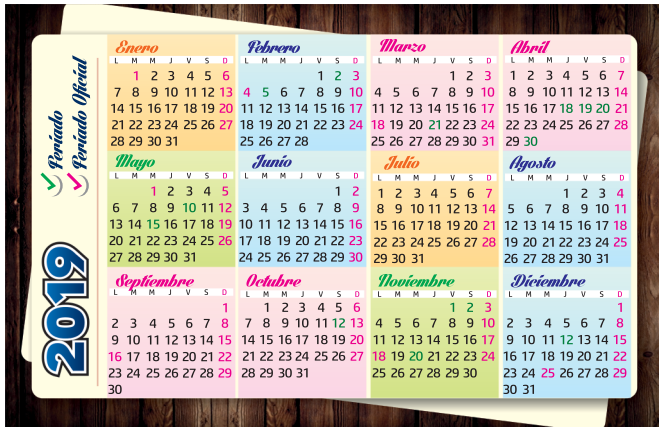 Feriado
Feriado Oficial
2019
Enero
L M M J V S D
1 2 3 4 5 6
7 8 9 10 11 12 13
14 15 16 17 18 19 20
21 22 23 24 25 26 27
28 29 30 31
Febrero
L M M J V S D
1 2 3
4 5 6 7 8 9 10
11 12 13 14 15 16 17
18 19 20 21 22 23 24
25 26 27 28
Marzo
L M M J V S D
1 2 3
4 5 6 7 8 9 10
11 12 13 14 15 16 17
18 19 20 21 22 23 24
25 26 27 28 29 30 31
Abril
L M M J V S D
1 2 3 4 5 6 7
8 9 10 11 12 13 14
15 16 17 18 19 20 21
22 23 24 25 26 27 28
29 30
Mayo
L M M J V S D
1 2 3 4 5
6 7 8 9 10 11 12
13 14 15 16 17 18 19
20 21 22 23 24 25 26
27 28 29 30 31
Junio
L M M J V S D
1 2
3 4 5 6 7 8 9
10 11 12 13 14 15 16
17 18 19 20 21 22 23
24 25 26 27 28 29 30
Julio
L M M J V S D
1 2 3 4 5 6 7
8 9 10 11 12 13 14
15 16 17 18 19 20 21
22 23 24 25 26 27 28
29 30 31
Agosto
L M M J V S D
1 2 3 4
5 6 7 8 9 10 11
12 13 14 15 16 17 18
19 20 21 22 23 24 25
26 27 28 29 30 31
Septiembre
L M M J V S D
1
2 3 4 5 6 7 8
9 10 11 12 13 14 15
16 17 18 19 20 21 22
23 24 25 26 27 28 29
30
Octubre
L M M J V S D
1 2 3 4 5 6
7 8 9 10 11 12 13
14 15 16 17 18 19 20
21 22 23 24 25 26 27
28 29 30 31
Noviembre
L M M J V S D
1 2 3
4 5 6 7 8 9 10
11 12 13 14 15 16 17
18 19 20 21 22 23 24
25 26 27 28 29 30
Diciembre
L M M J V S D
1
2 3 4 5 6 7 8
9 10 11 12 13 14 15
16 17 18 19 20 21 22
23 24 25 26 27 28 29
30 31